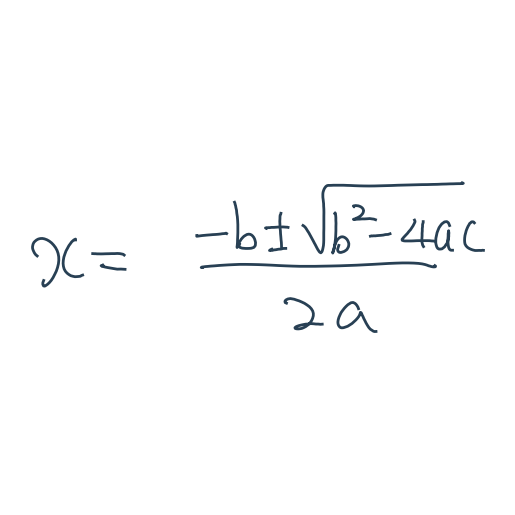 x = (-b ± √(b² - 4ac)) / 2a